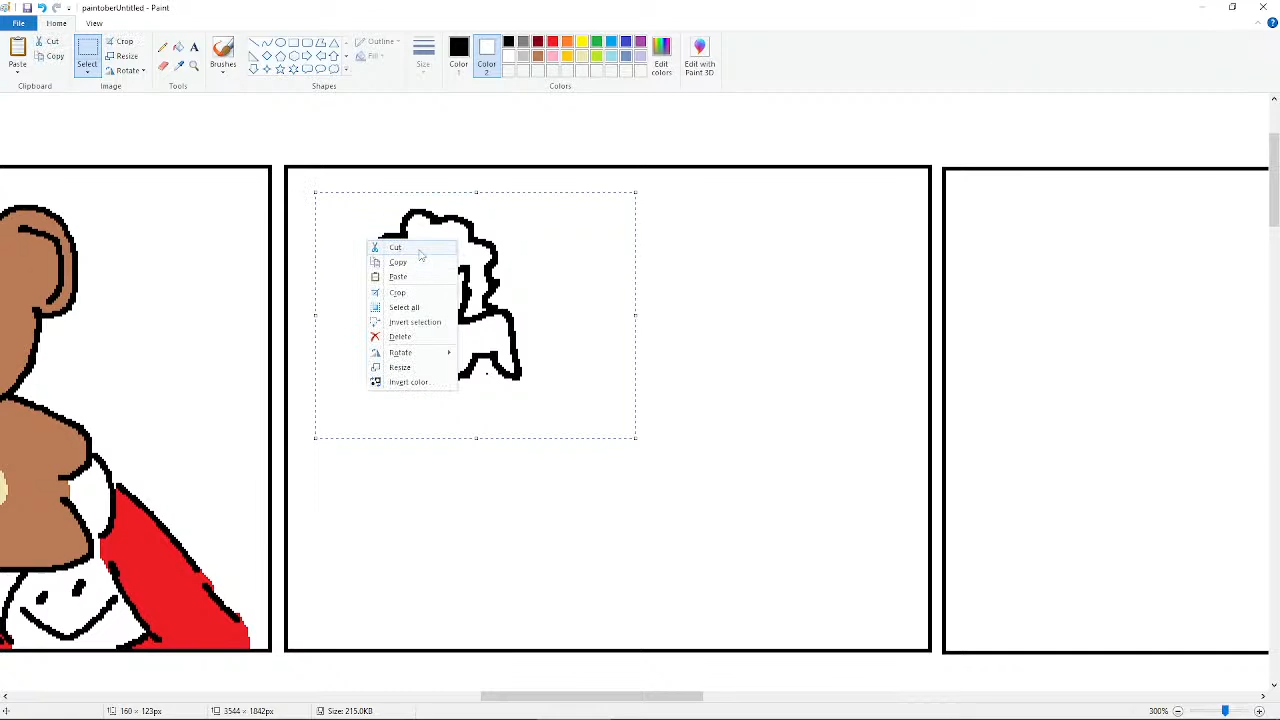 paintoberUntitled - Paint
File Home View
Paste
Cut
Copy
Clipboard
Select
Crop
Resize
Rotate
Image
A
Tools
Brushes
Outline
Fill
Shapes
Size
Color 1
Color 2
Edit colors
Colors
Edit with Paint 3D
Cut
Copy
Paste
Crop
Select all
Invert selection
Delete
Rotate
Resize
Invert color
160 × 123px
3544 × 1842px
Size: 215.0KB
300%